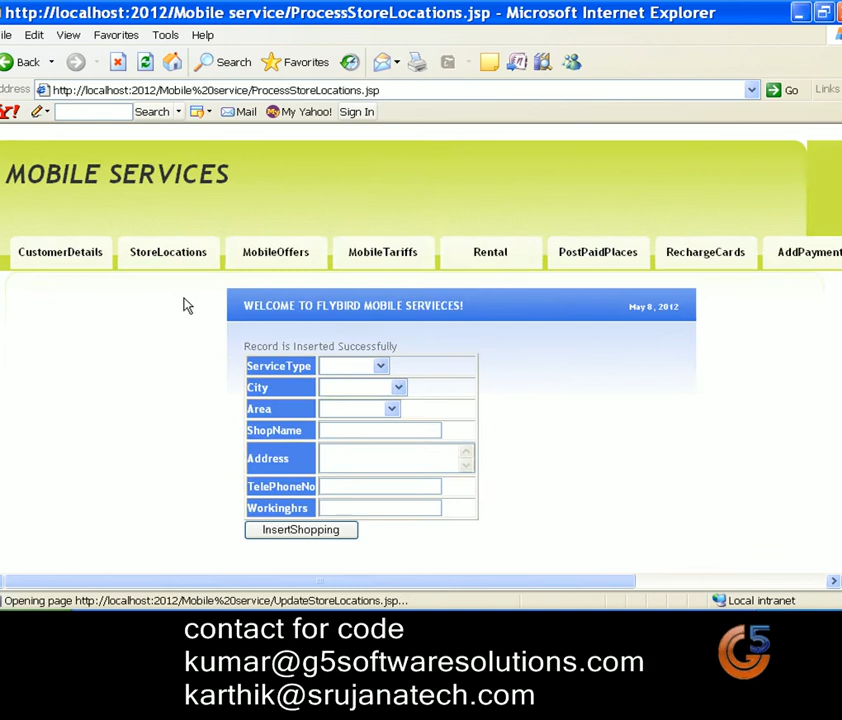 http://localhost:2012/Mobile service/ProcessStoreLocations.jsp - Microsoft Internet Explorer
ile Edit View Favorites Tools Help
Back Search Favorites
ddress http://localhost:2012/Mobile%20service/ProcessStoreLocations.jsp Go Links
Y! Search Mail My Yahoo! Sign In
MOBILE SERVICES
CustomerDetails StoreLocations MobileOffers MobileTariffs Rental PostPaidPlaces RechargeCards AddPayment
WELCOME TO FLYBIRD MOBILE SERVIECES! May 8, 2012
Record is Inserted Successfully
ServiceType
City
Area
ShopName
Address
TelePhoneNo
Workinghrs
InsertShopping
Opening page http://localhost:2012/Mobile%20service/UpdateStoreLocations.jsp... Local intranet
contact for code
kumar@g5softwaresolutions.com
karthik@srujanatech.com
G5